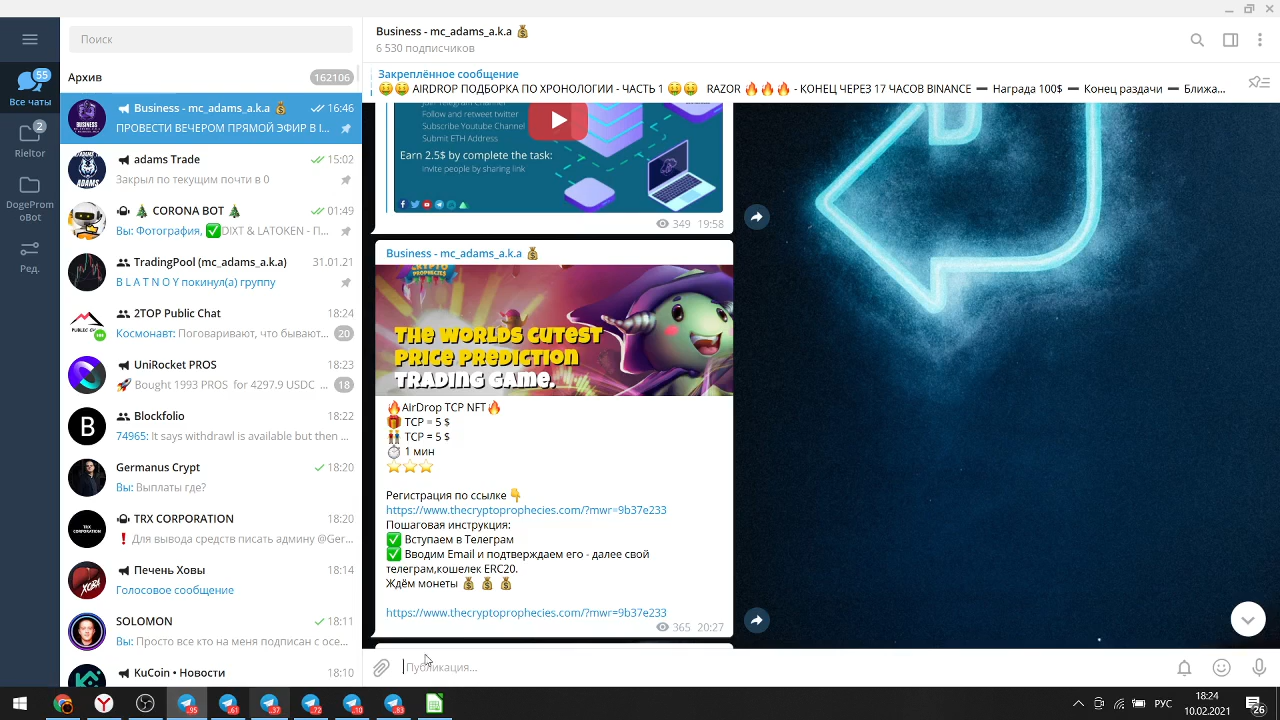 Поиск
Архив
162106
55
Все чаты
2
Rieltor
DogeProm
oBot
Ред.
Business - mc_adams_a.k.a 💰
16:46
ПРОВЕСТИ ВЕЧЕРОМ ПРЯМОЙ ЭФИР В I...
adams Trade
15:02
Закрыл по текущим почти в 0
🎄 CORONA BOT 🎄
01:49
Вы: Фотография, ✅DIXT & LATOKEN - П...
TradingPool (mc_adams_a.k.a)
31.01.21
B L A T N O Y покинул(а) группу
2TOP Public Chat
18:24
Космонавт: Поговаривают, что бывают...
20
UniRocket PROS
18:23
🚀 Bought 1993 PROS for 4297.9 USDC ...
18
Blockfolio
18:22
74965: It says withdrawl is available but then ...
Germanus Crypt
18:20
Вы: Выплаты где?
TRX CORPORATION
18:20
❗ Для вывода средств писать админу @Ger...
Печень Ховы
18:14
Голосовое сообщение
SOLOMON
18:11
Вы: Просто все кто на меня подписан с осе...
KuCoin • Новости
18:10
Business - mc_adams_a.k.a 💰
6 530 подписчиков
Закреплённое сообщение
🤑🤑 AIRDROP ПОДБОРКА ПО ХРОНОЛОГИИ - ЧАСТЬ 1 🤑🤑 RAZOR 🔥🔥🔥 - КОНЕЦ ЧЕРЕЗ 17 ЧАСОВ BINANCE ➖ Награда 100$ ➖ Конец раздачи ➖ Ближа...
Follow and retweet twitter
Subscribe Youtube Channel
Submit ETH Address
Earn 2.5$ by complete the task:
invite people by sharing link
349 19:58
Business - mc_adams_a.k.a 💰
CRYPTO
PROPHECIES
THE WORLDS CUTEST
PRICE PREDICTION
TRADING GAME.
🔥AIrDrop TCP NFT🔥
🎁 TCP = 5 $
👬 TCP = 5 $
⏱ 1 мин
⭐⭐⭐
Регистрация по ссылке 👇
https://www.thecryptoprophecies.com/?mwr=9b37e233
Пошаговая инструкция:
✅ Вступаем в Телеграм
✅ Вводим Email и подтверждаем его - далее свой
телеграм,кошелек ERC20.
Ждём монеты 💰 💰 💰
https://www.thecryptoprophecies.com/?mwr=9b37e233
365 20:27
Публикация...
..95
..61
..37
..72
..10
..83
РУС
18:24
10.02.2021
26